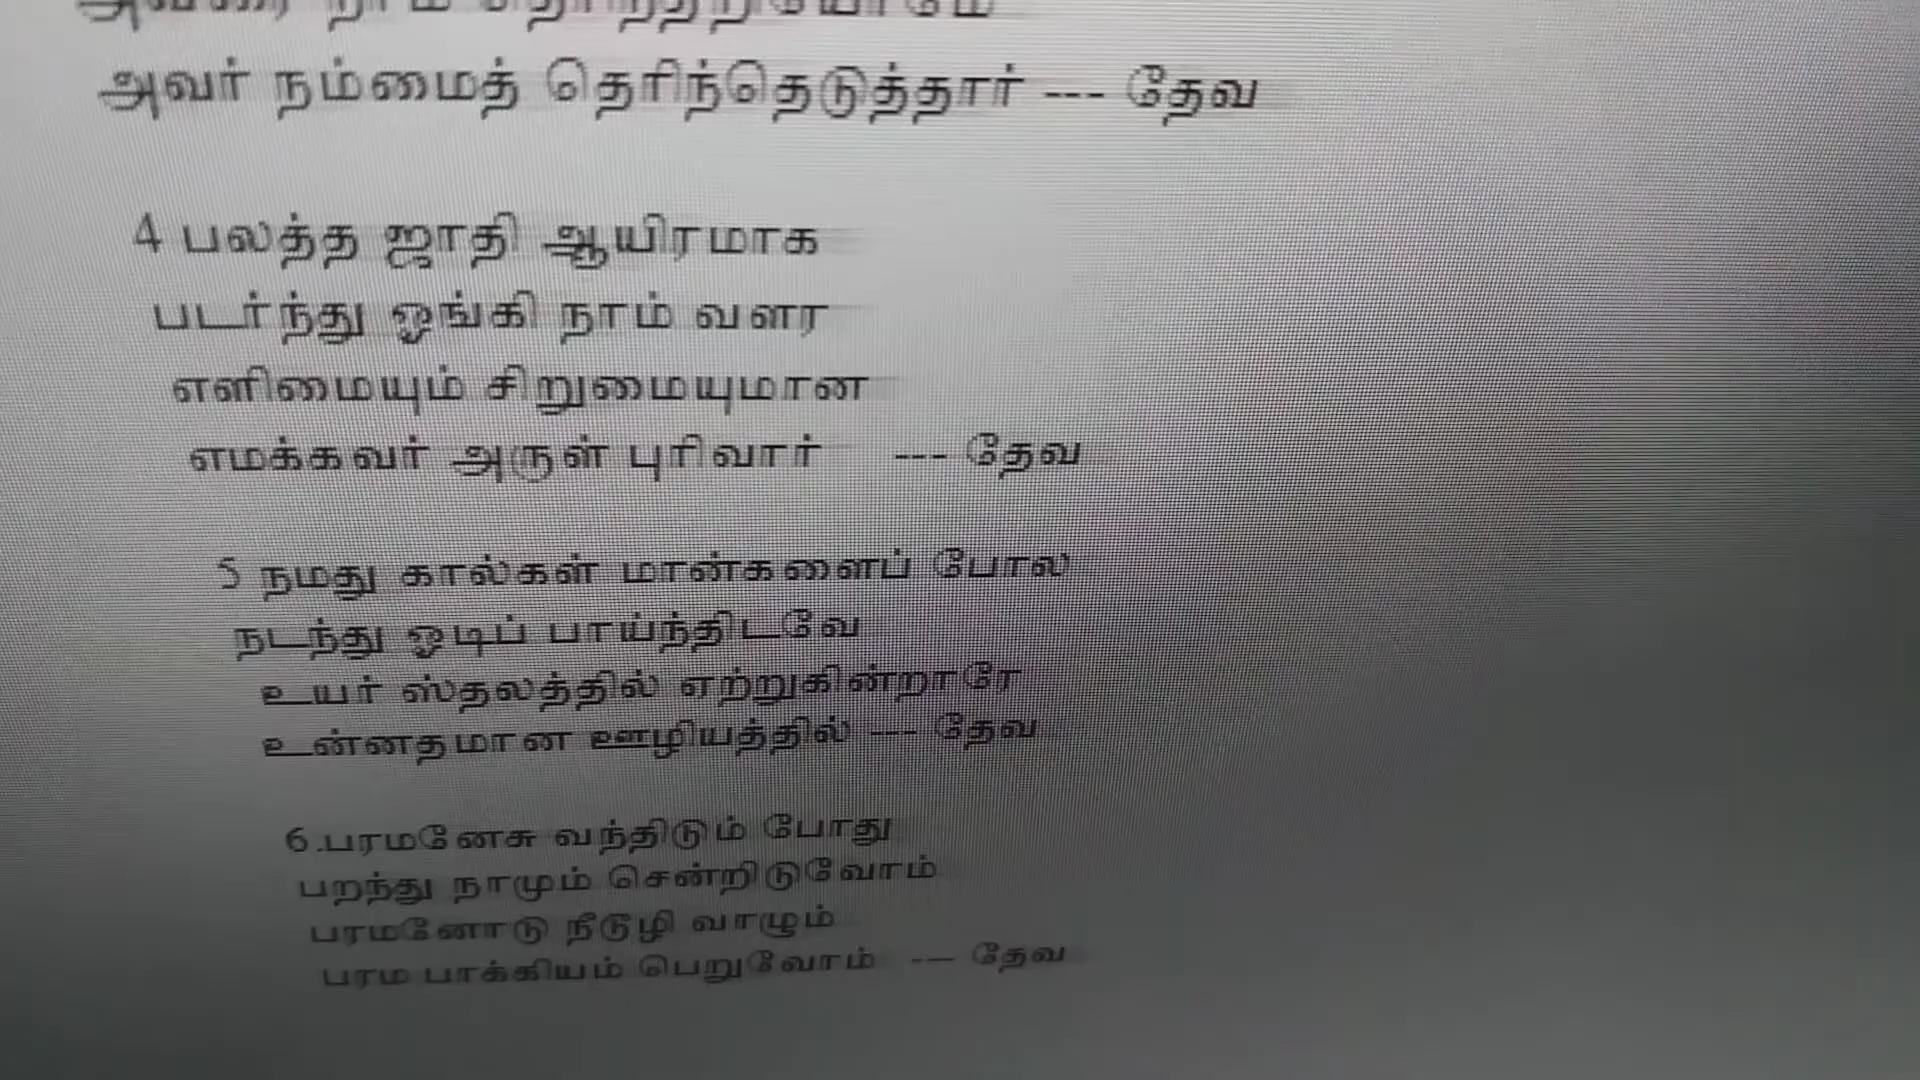 அவர் நம்மைத் தெரிந்தெடுத்தார் --- தேவ
4 பலத்த ஜாதி ஆயிரமாக
படர்ந்து ஓங்கி நாம் வளர
எளிமையும் சிறுமையுமான
எமக்கவர் அருள் புரிவார் --- தேவ
5 நமது கால்கள் மான்களைப் போல
நடந்து ஓடிப் பாய்ந்திடவே
உயர் ஸ்தலத்தில் எற்றுகின்றாரே
உன்னதமான ஊழியத்தில் --- தேவ
6.பரமனேசு வந்திடும் போது
பறந்து நாமும் சென்றிடுவோம்
பரமனோடு நீடூழி வாழும்
பரம பாக்கியம் பெறுவோம் --- தேவ